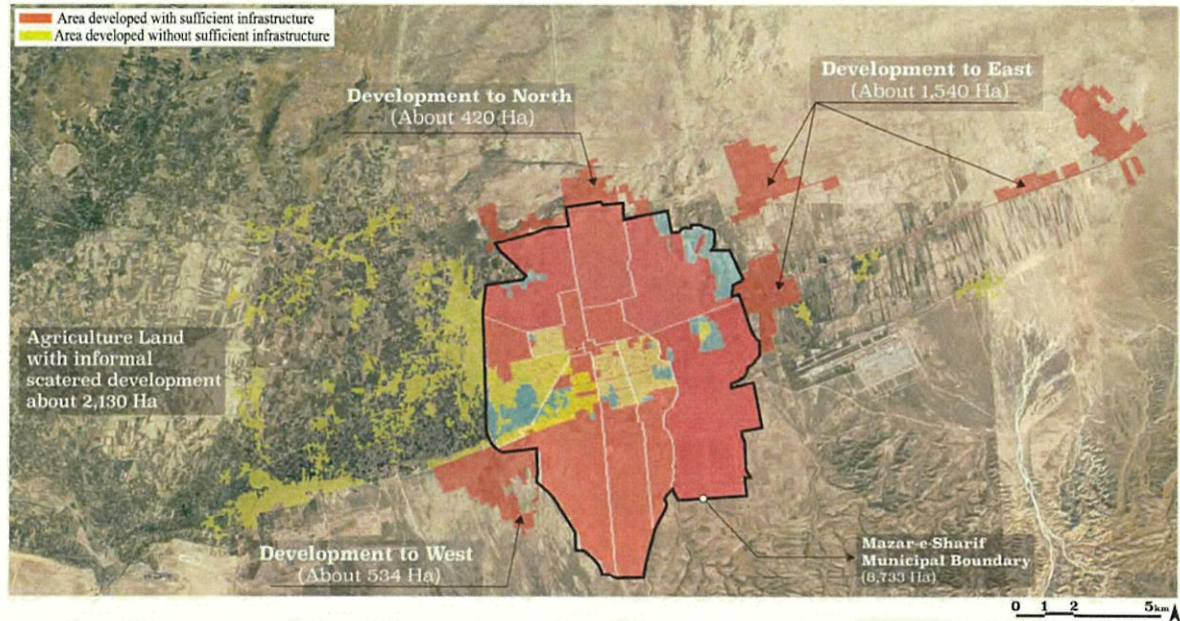 Area developed with sufficient infrastructure
Area developed without sufficient infrastructure
Development to North
(About 420 Ha)
Development to East
(About 1,540 Ha)
Agriculture Land
with informal
scatered development
about 2,130 Ha
Development to West
(About 534 Ha)
Mazar-e-Sharif
Municipal Boundary
(8,733 Ha)
0 1 2 5km